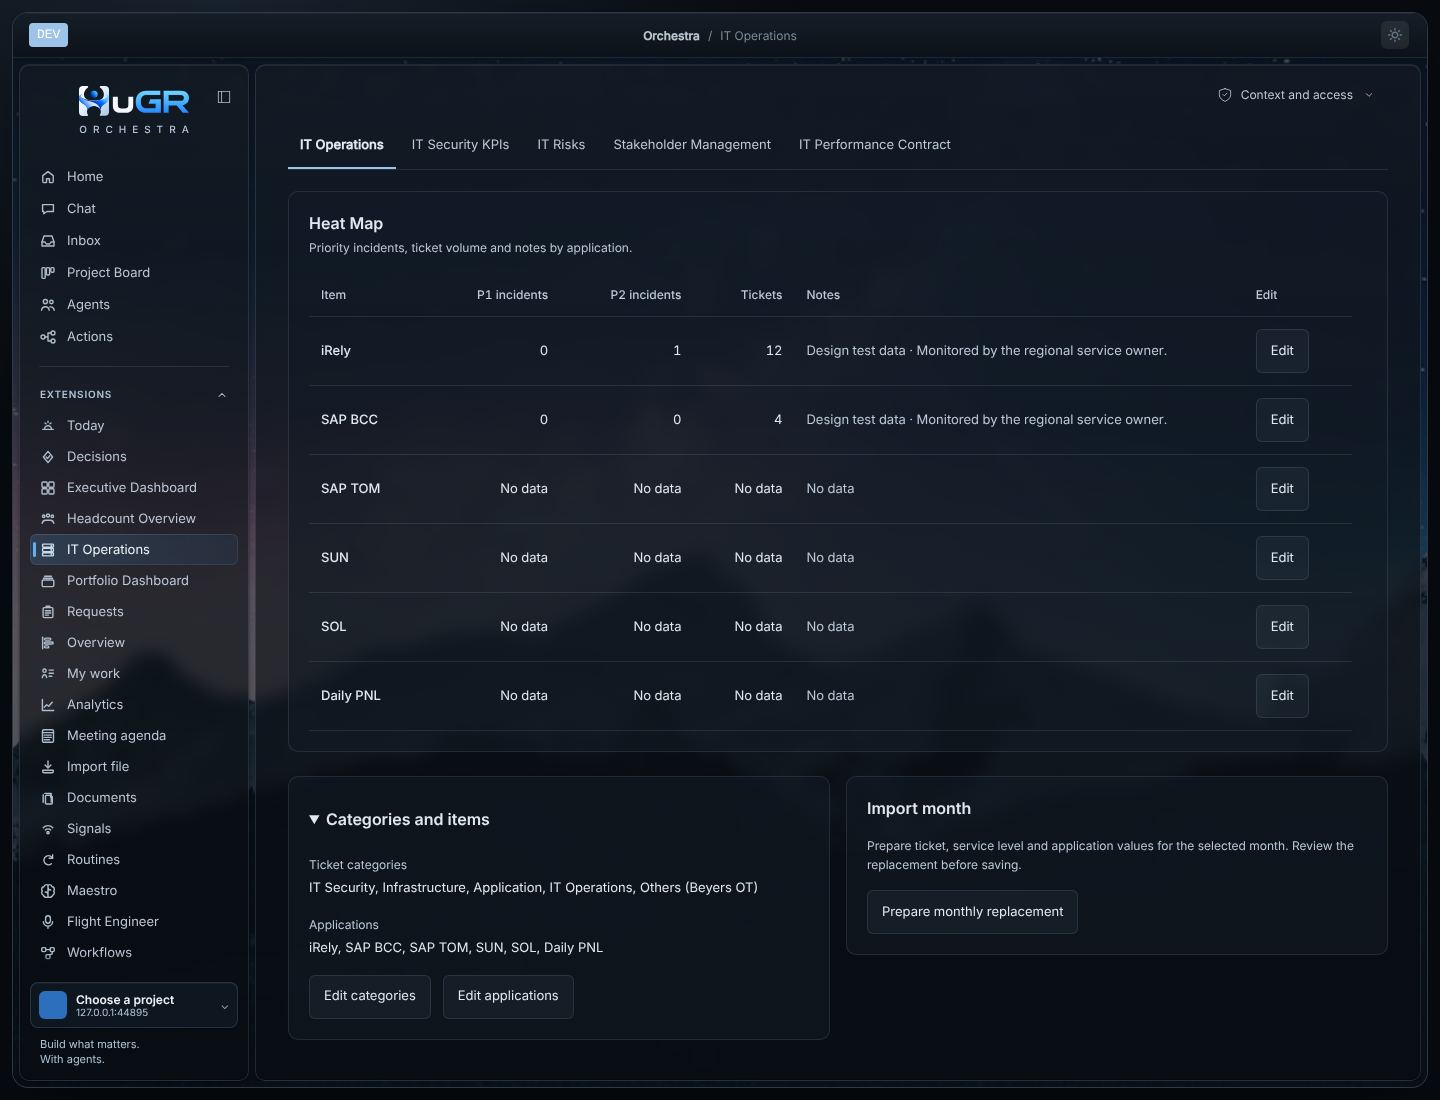 DEV
Orchestra / IT Operations
HuGR
ORCHESTRA
Home
Chat
Inbox
Project Board
Agents
Actions
EXTENSIONS
Today
Decisions
Executive Dashboard
Headcount Overview
IT Operations
Portfolio Dashboard
Requests
Overview
My work
Analytics
Meeting agenda
Import file
Documents
Signals
Routines
Maestro
Flight Engineer
Workflows
Choose a project
127.0.0.1:44895
Build what matters.
With agents.
Context and access
IT Operations IT Security KPIs IT Risks Stakeholder Management IT Performance Contract
Heat Map
Priority incidents, ticket volume and notes by application.
Item P1 incidents P2 incidents Tickets Notes Edit
iRely 0 1 12 Design test data · Monitored by the regional service owner. Edit
SAP BCC 0 0 4 Design test data · Monitored by the regional service owner. Edit
SAP TOM No data No data No data No data Edit
SUN No data No data No data No data Edit
SOL No data No data No data No data Edit
Daily PNL No data No data No data No data Edit
Categories and items
Ticket categories
IT Security, Infrastructure, Application, IT Operations, Others (Beyers OT)
Applications
iRely, SAP BCC, SAP TOM, SUN, SOL, Daily PNL
Edit categories Edit applications
Import month
Prepare ticket, service level and application values for the selected month. Review the
replacement before saving.
Prepare monthly replacement